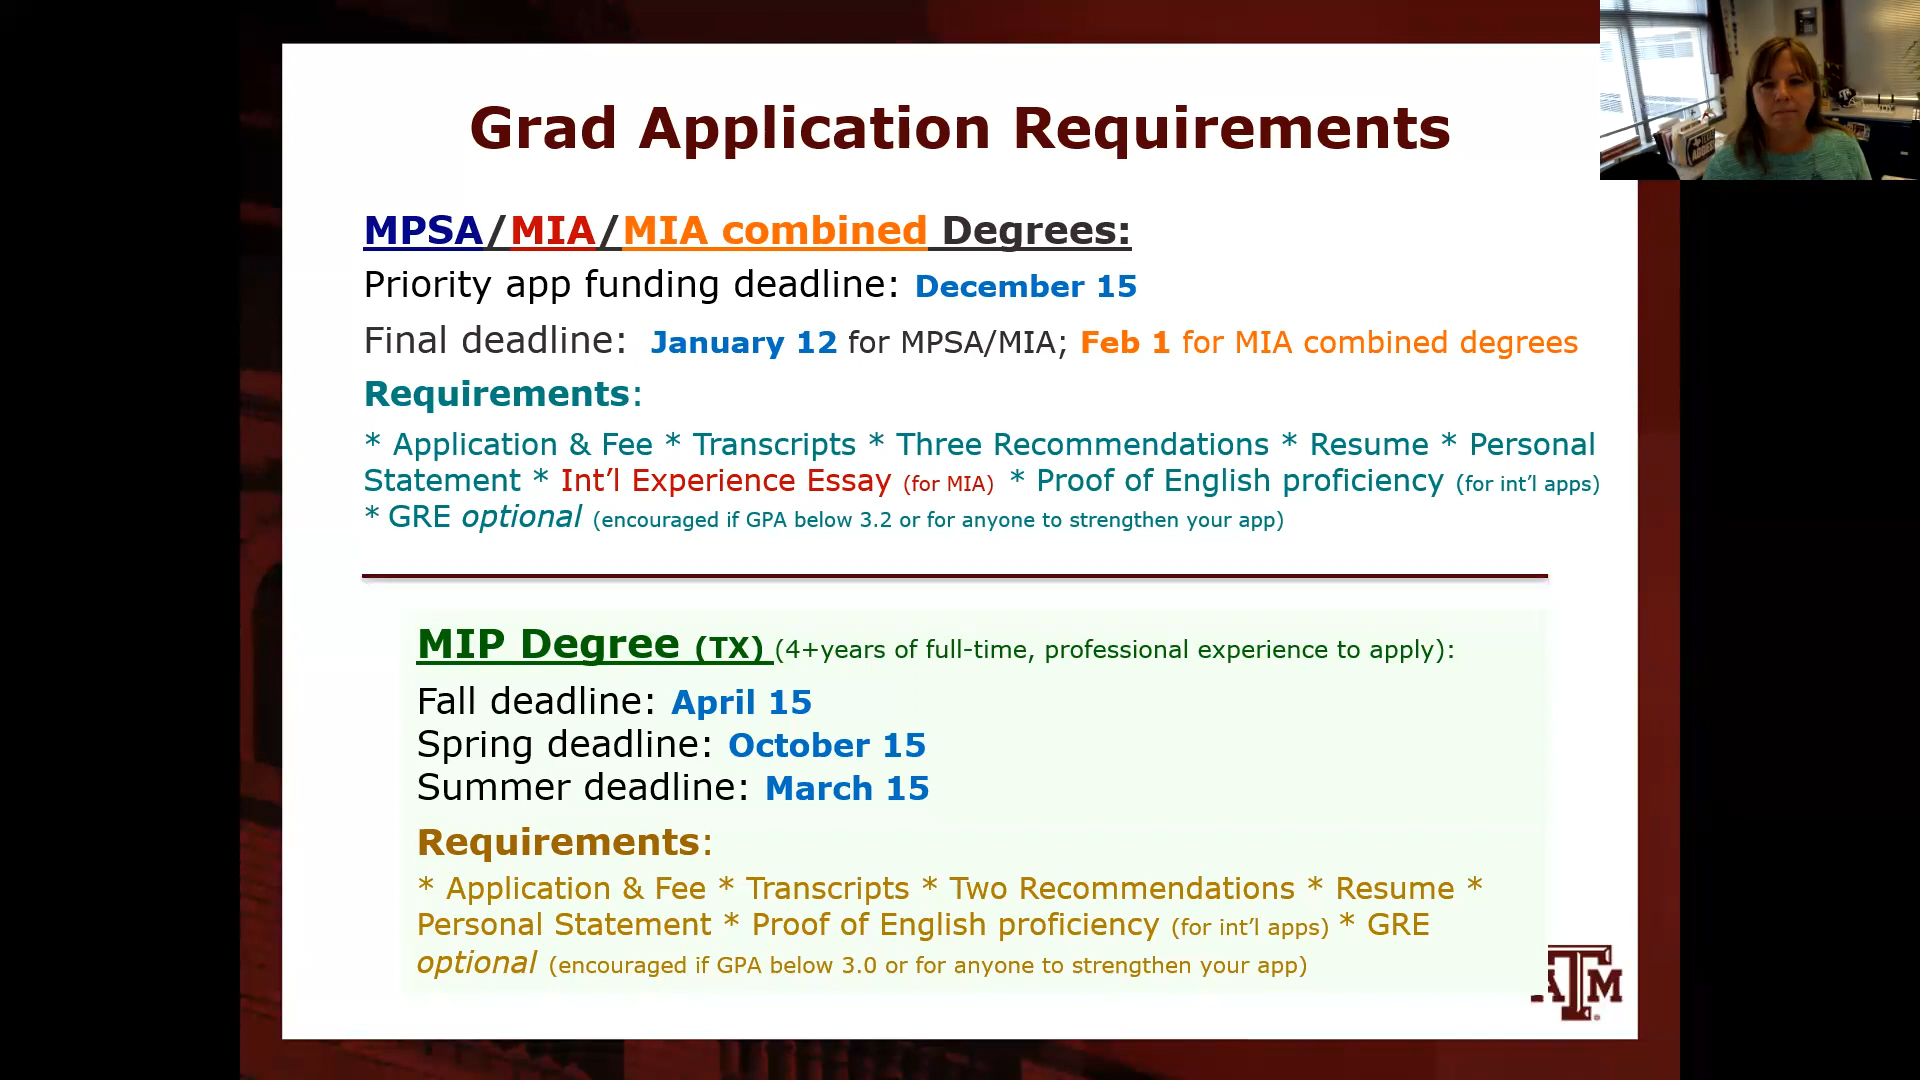 Grad Application Requirements
MPSA/MIA/MIA combined Degrees:
Priority app funding deadline: December 15
Final deadline: January 12 for MPSA/MIA; Feb 1 for MIA combined degrees
Requirements:
* Application & Fee * Transcripts * Three Recommendations * Resume * Personal
Statement * Int’l Experience Essay (for MIA) * Proof of English proficiency (for int’l apps)
* GRE optional (encouraged if GPA below 3.2 or for anyone to strengthen your app)
MIP Degree (TX) (4+years of full-time, professional experience to apply):
Fall deadline: April 15
Spring deadline: October 15
Summer deadline: March 15
Requirements:
* Application & Fee * Transcripts * Two Recommendations * Resume *
Personal Statement * Proof of English proficiency (for int’l apps) * GRE
optional (encouraged if GPA below 3.0 or for anyone to strengthen your app)
ATM